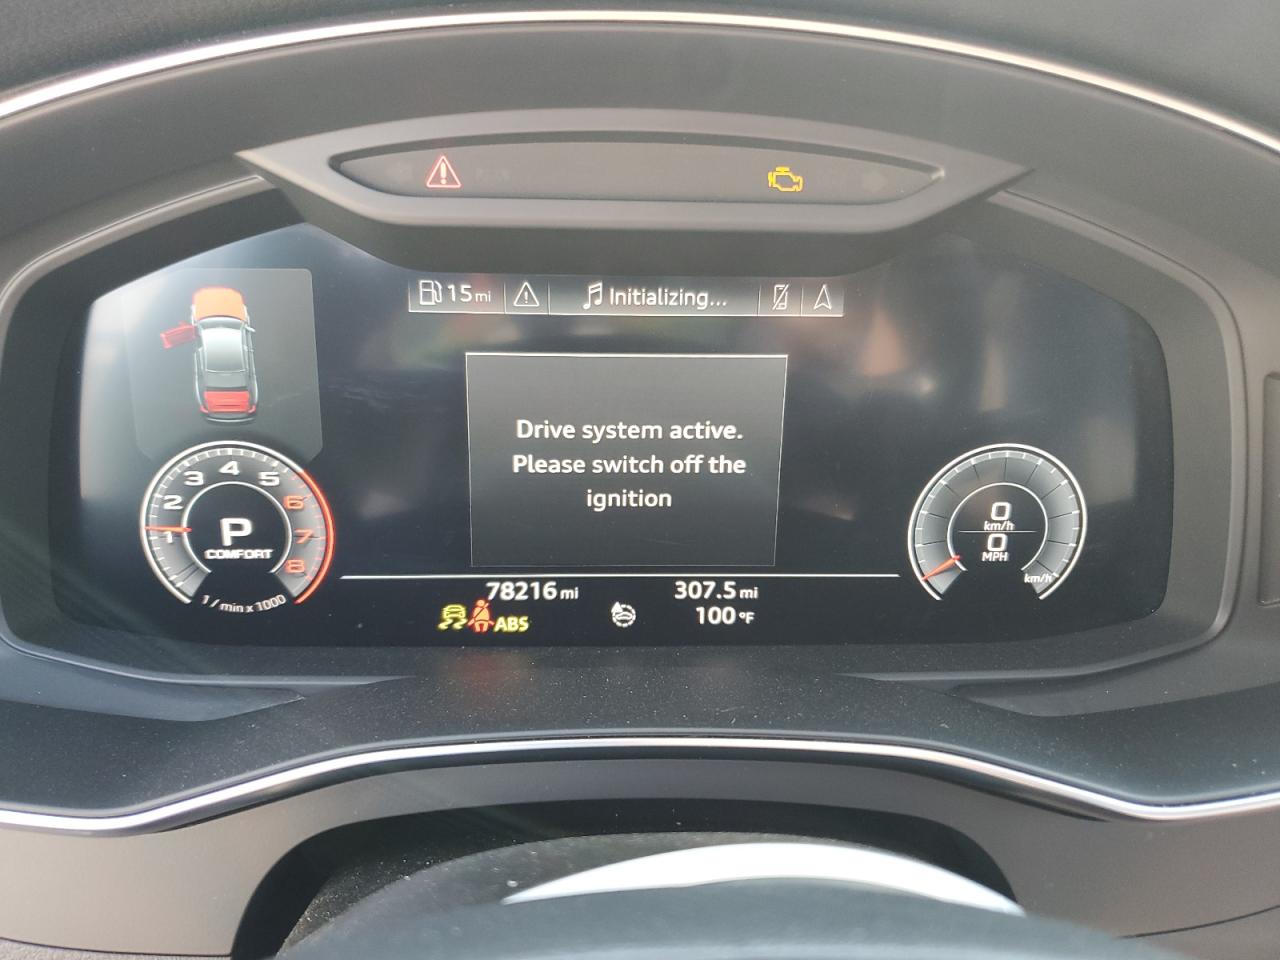 15 mi
Initializing...
Drive system active.
Please switch off the
ignition
1 2 3 4 5 6 7 8
P
COMFORT
1 / min x 1000
0
km/h
0
MPH
km/h
78216 mi
307.5 mi
ABS
100 °F